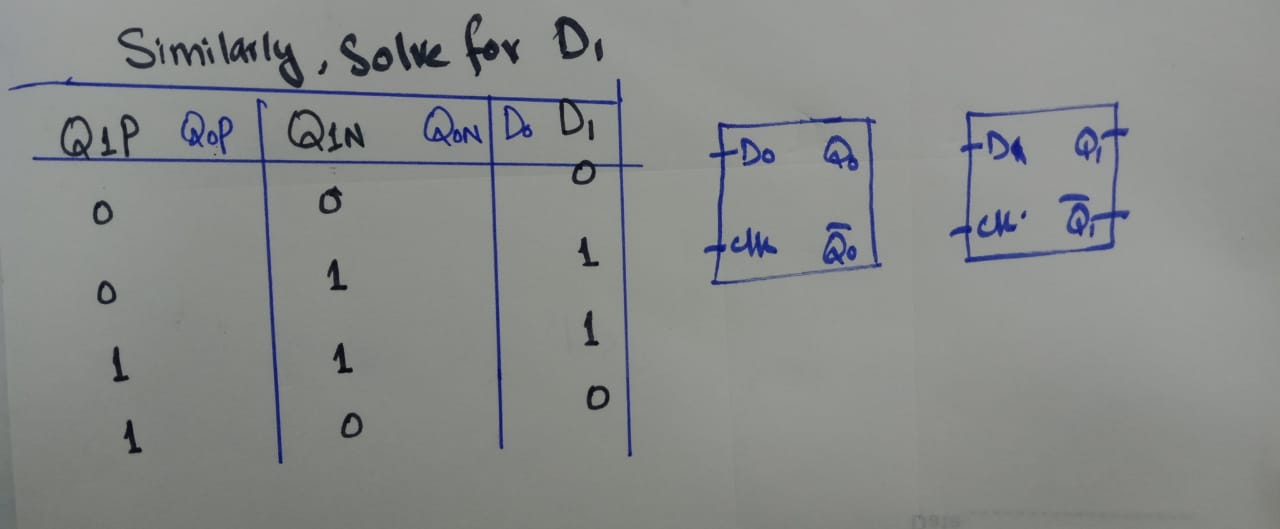 Similarly, Solve for D₁
Q1P Q0P Q1N Q0N D0 D₁
0 0 0
0 1 1
1 1 1
1 0 0
D0 Q0
clk Q̅0
D1 Q₁
clk. Q̅₁